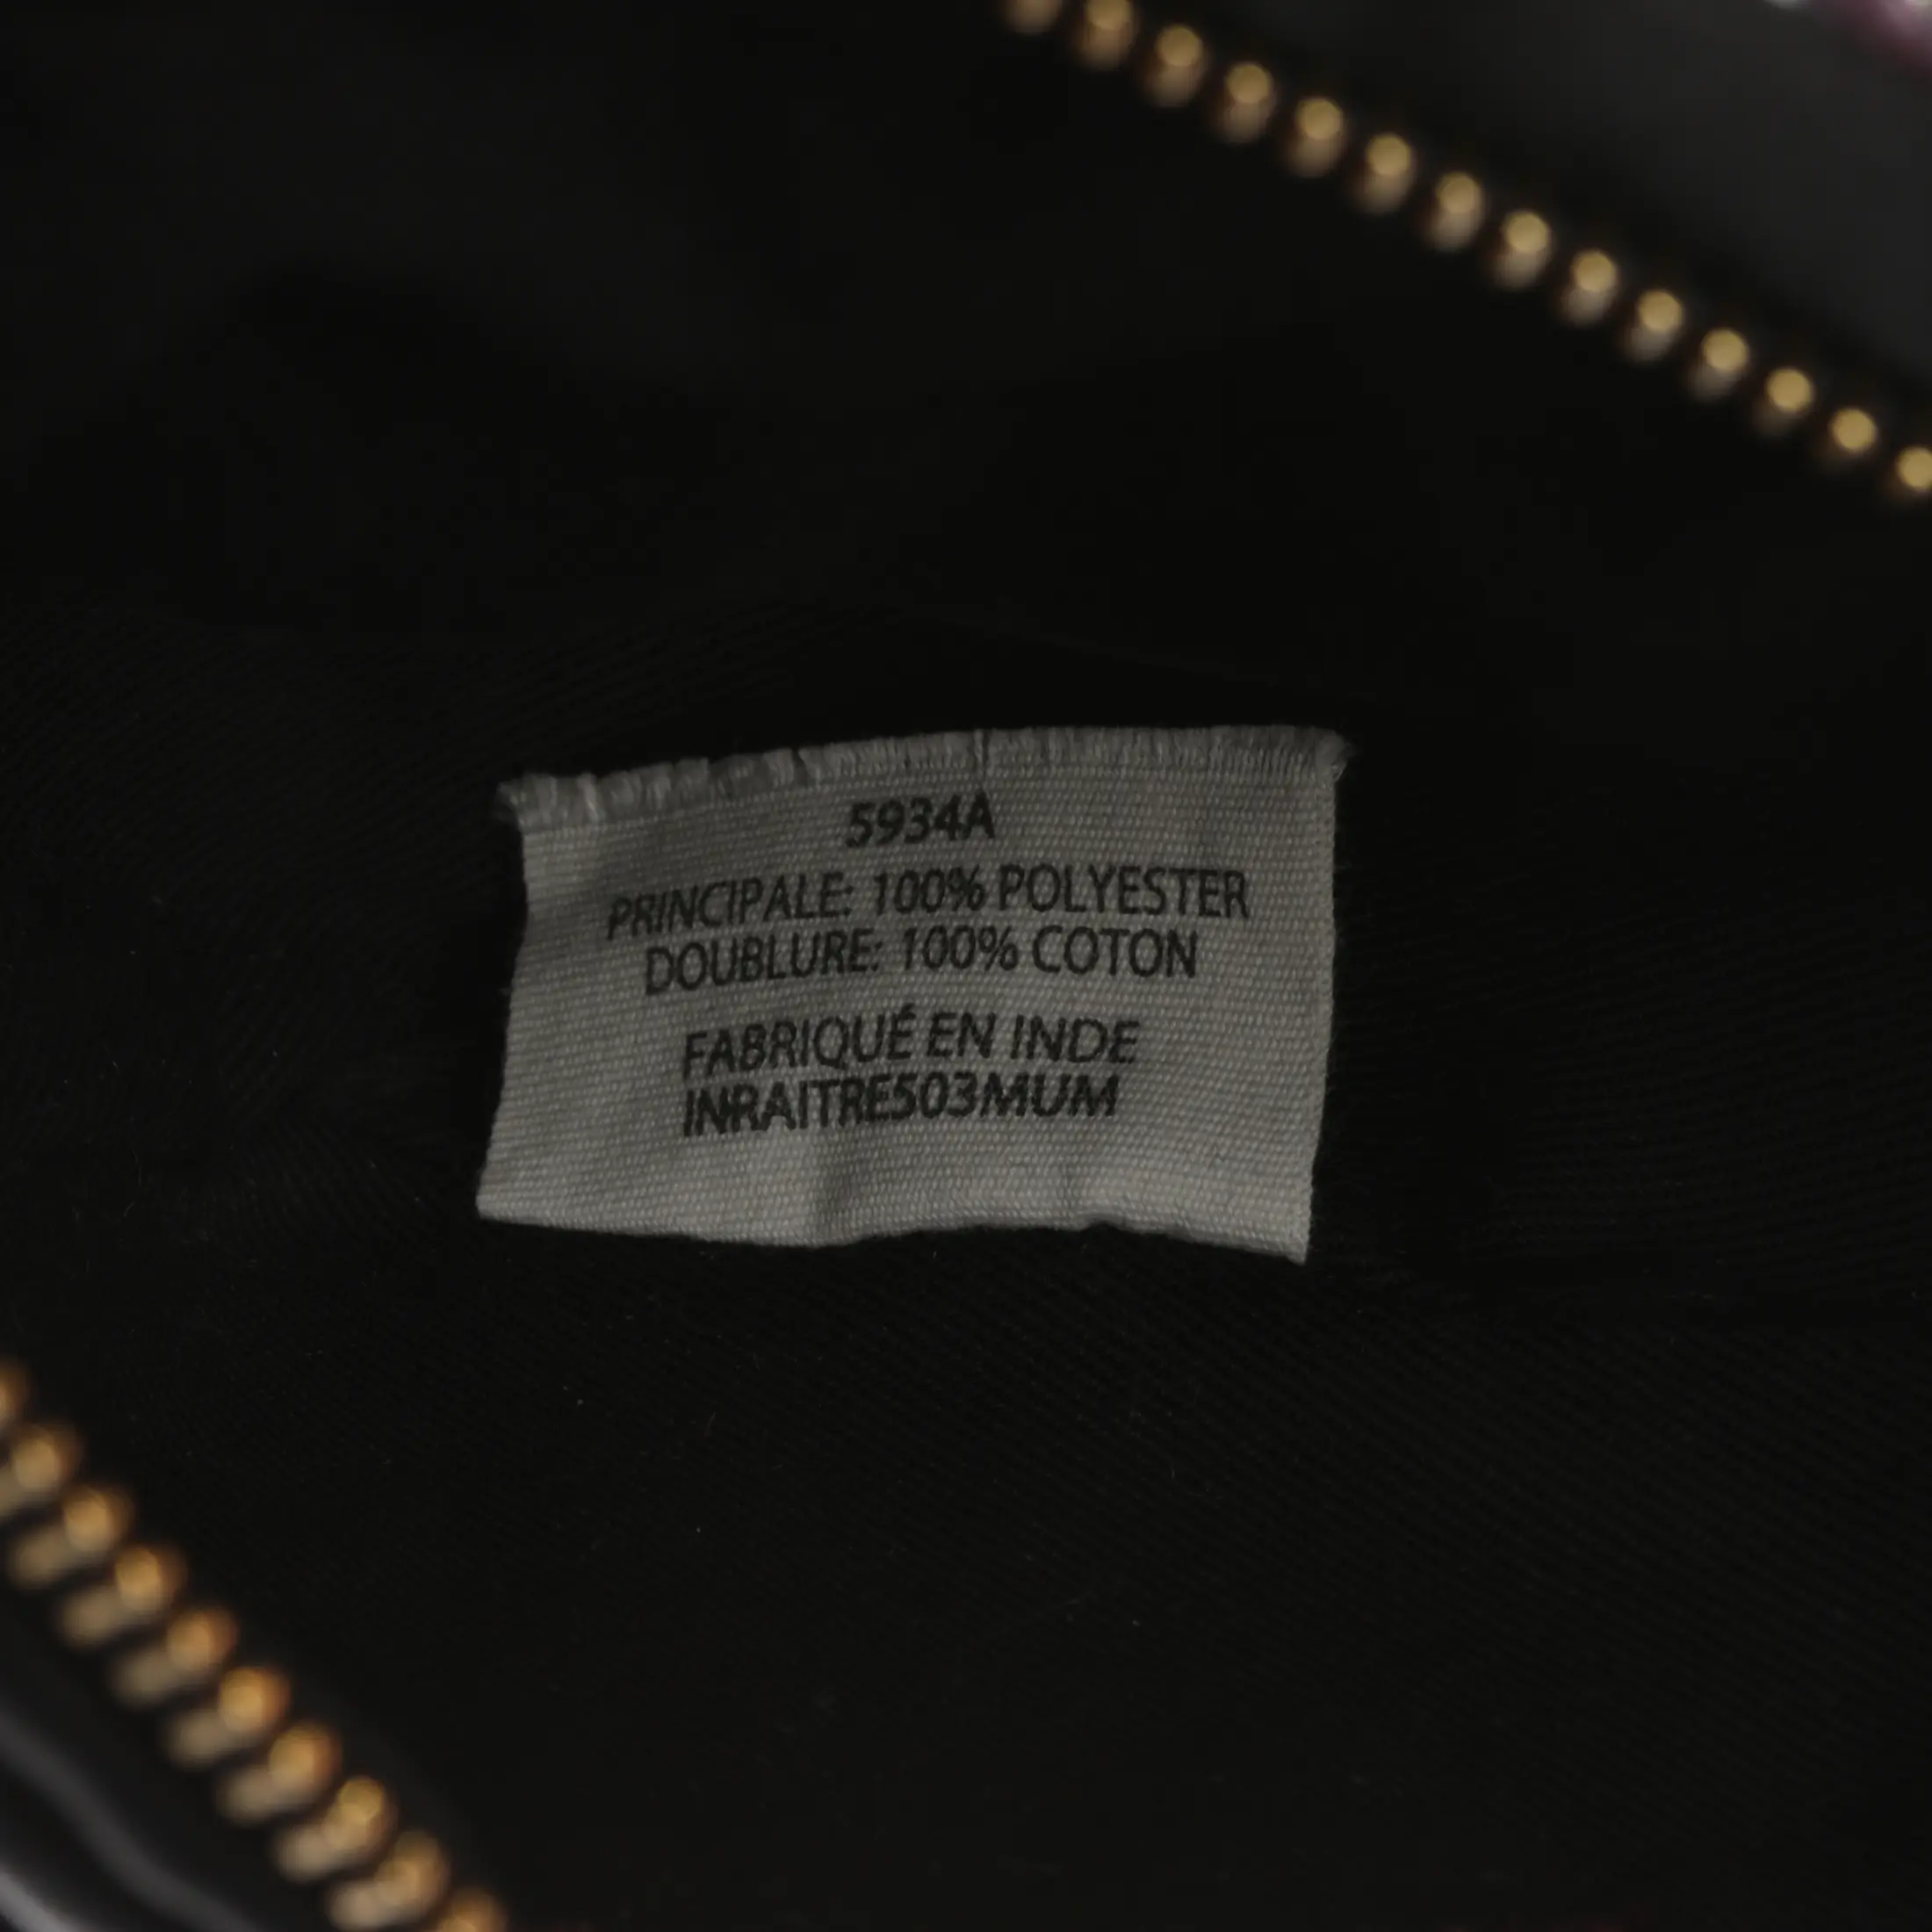 5934A
PRINCIPALE: 100% POLYESTER
DOUBLURE: 100% COTON
FABRIQUÉ EN INDE
INRAITRE503MUM